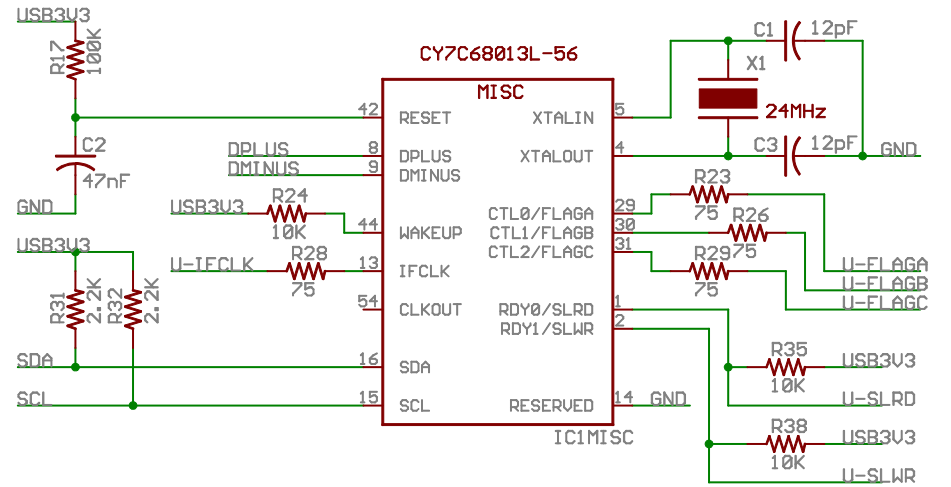 USB3V3
R17
100K
C2
47nF
GND
USB3V3
R31
2.2K
R32
2.2K
SDA
SCL
DPLUS
DMINUS
USB3V3
R24
10K
U-IFCLK
R28
75
CY7C68013L-56
MISC
42 RESET
8 DPLUS
9 DMINUS
44 WAKEUP
13 IFCLK
54 CLKOUT
16 SDA
15 SCL
XTALIN 5
XTALOUT 4
CTL0/FLAGA 29
CTL1/FLAGB 30
CTL2/FLAGC 31
RDY0/SLRD 1
RDY1/SLWR 2
RESERVED 14
GND
IC1MISC
C1 12pF
X1
24MHz
C3 12pF
GND
R23
75
R26
75
R29
75
U-FLAGA
U-FLAGB
U-FLAGC
R35
10K
USB3V3
U-SLRD
R38
10K
USB3V3
U-SLWR